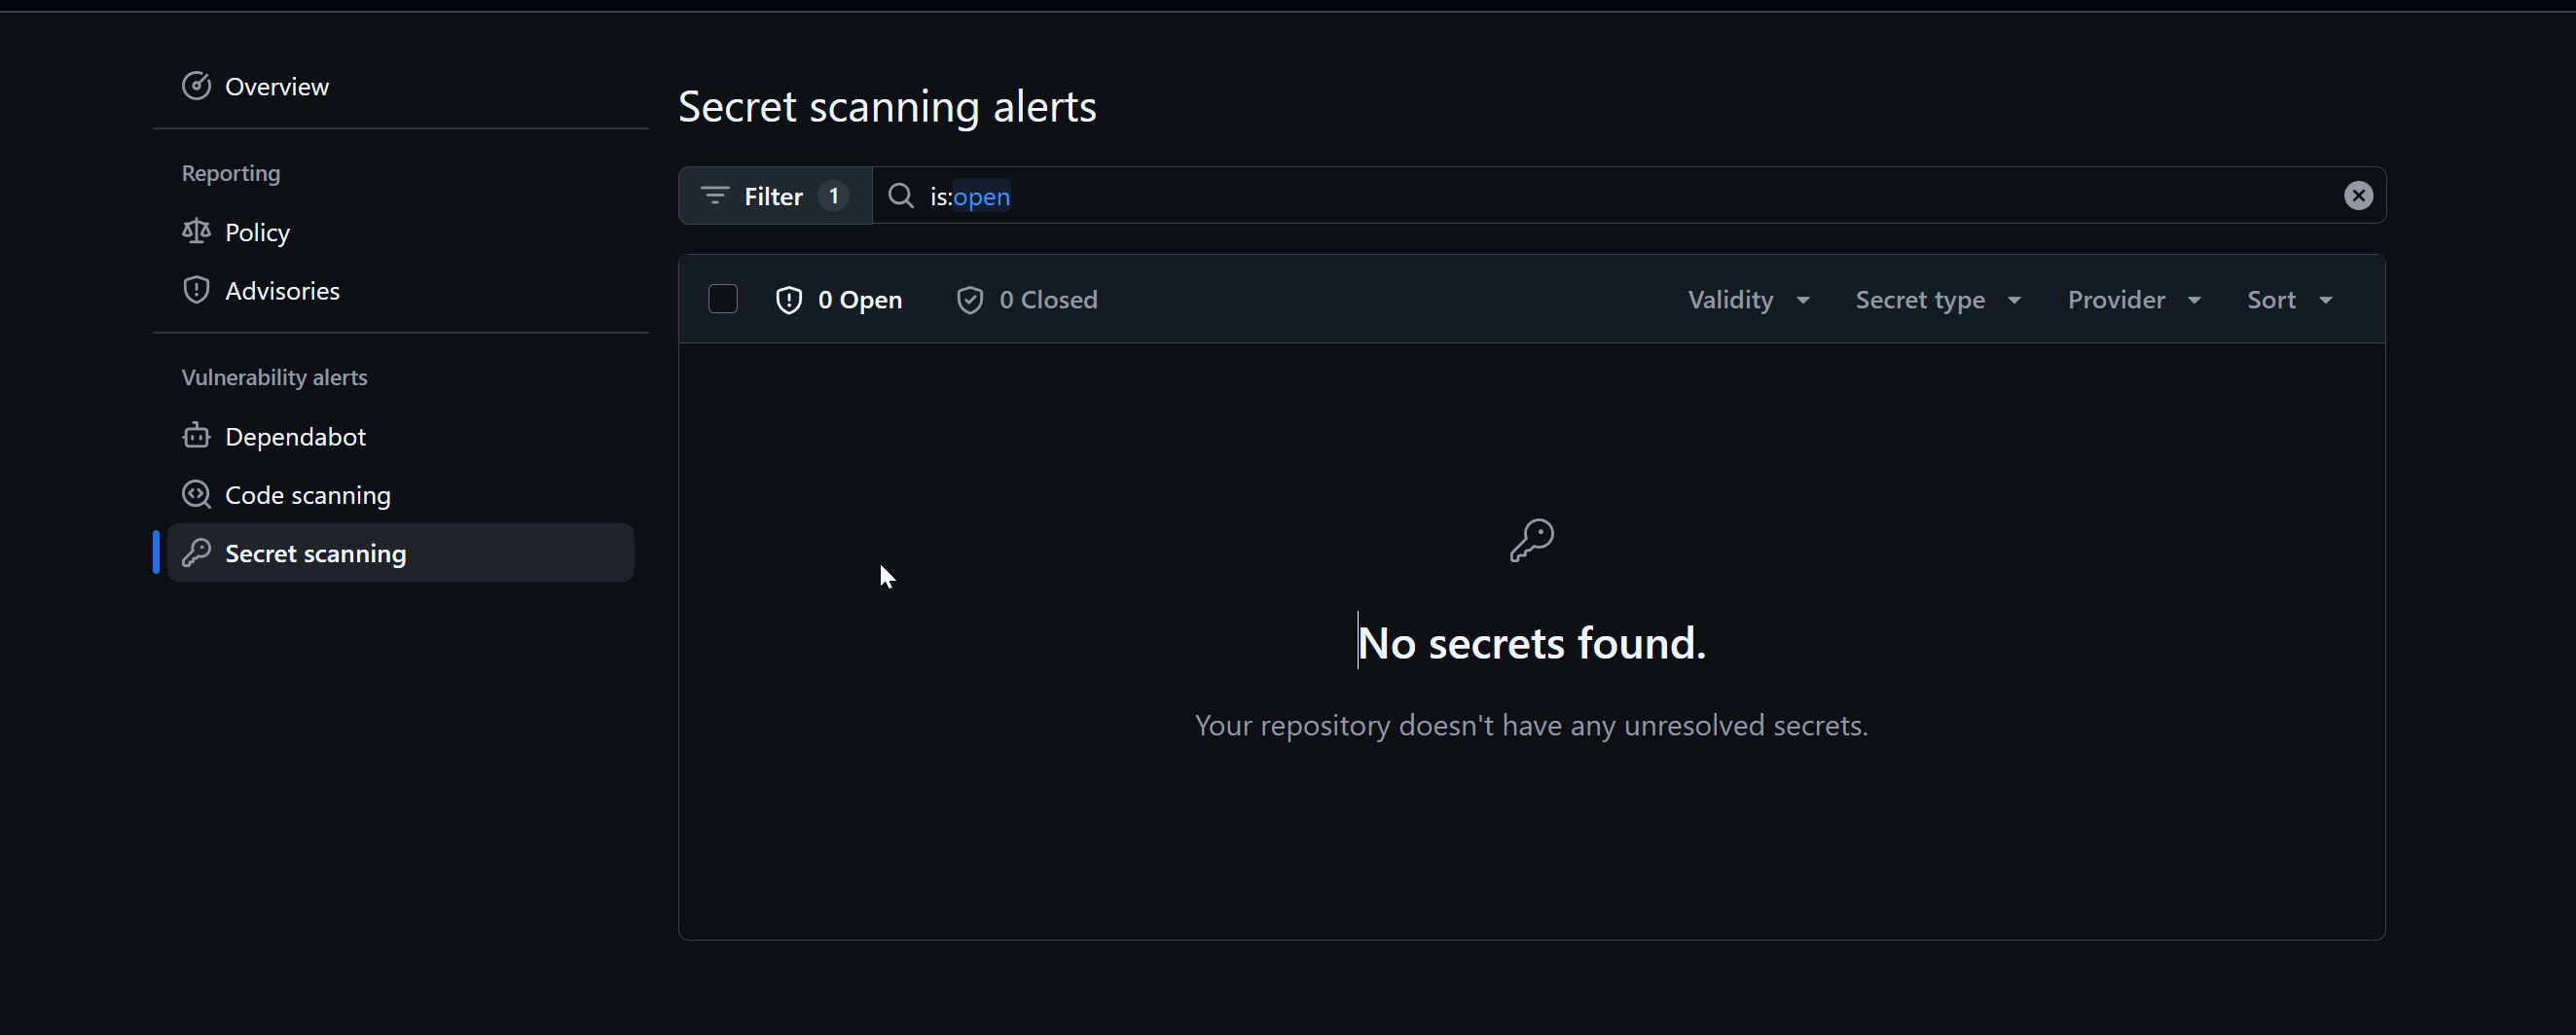 Overview
Reporting
Policy
Advisories
Vulnerability alerts
Dependabot
Code scanning
Secret scanning
Secret scanning alerts
Filter 1 is:open
0 Open 0 Closed Validity Secret type Provider Sort
No secrets found.
Your repository doesn't have any unresolved secrets.